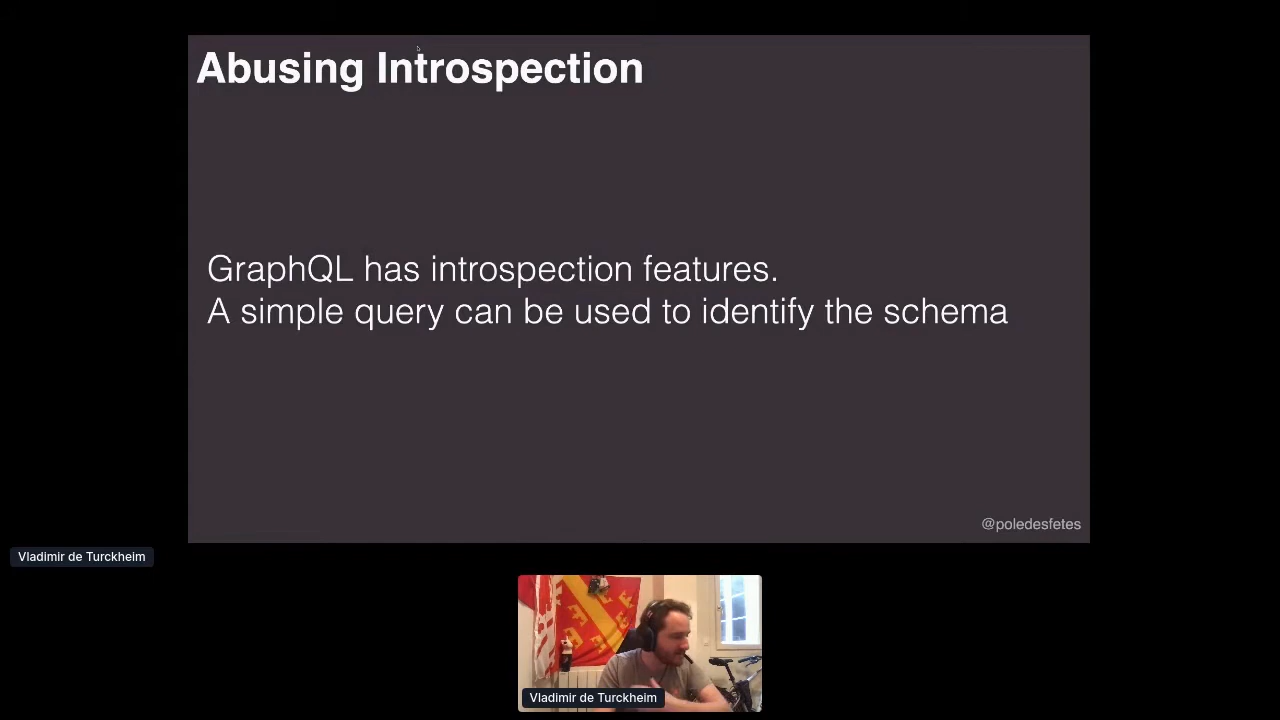 Abusing Introspection
GraphQL has introspection features.
A simple query can be used to identify the schema
@poledesfetes
Vladimir de Turckheim
Vladimir de Turckheim